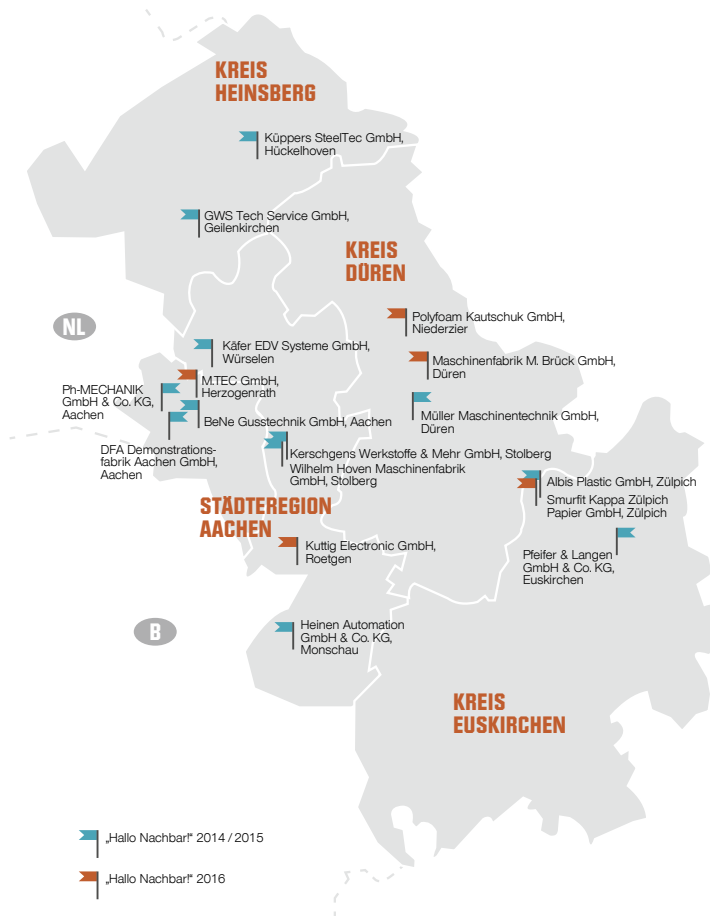 KREIS
HEINSBERG
Küppers SteelTec GmbH,
Hückelhoven
GWS Tech Service GmbH,
Geilenkirchen
KREIS
DÜREN
NL
Polyfoam Kautschuk GmbH,
Niederzier
Käfer EDV Systeme GmbH,
Würselen
Maschinenfabrik M. Brück GmbH,
Düren
M.TEC GmbH,
Herzogenrath
Ph-MECHANIK
GmbH & Co. KG,
Aachen
BeNe Gusstechnik GmbH, Aachen
Müller Maschinentechnik GmbH,
Düren
DFA Demonstrations-
fabrik Aachen GmbH,
Aachen
Kerschgens Werkstoffe & Mehr GmbH, Stolberg
Wilhelm Hoven Maschinenfabrik
GmbH, Stolberg
Albis Plastic GmbH, Zülpich
Smurfit Kappa Zülpich
Papier GmbH, Zülpich
STÄDTEREGION
AACHEN
Kuttig Electronic GmbH,
Roetgen
Pfeifer & Langen
GmbH & Co. KG,
Euskirchen
B
Heinen Automation
GmbH & Co. KG,
Monschau
KREIS
EUSKIRCHEN
„Hallo Nachbar!“ 2014 / 2015
„Hallo Nachbar!“ 2016